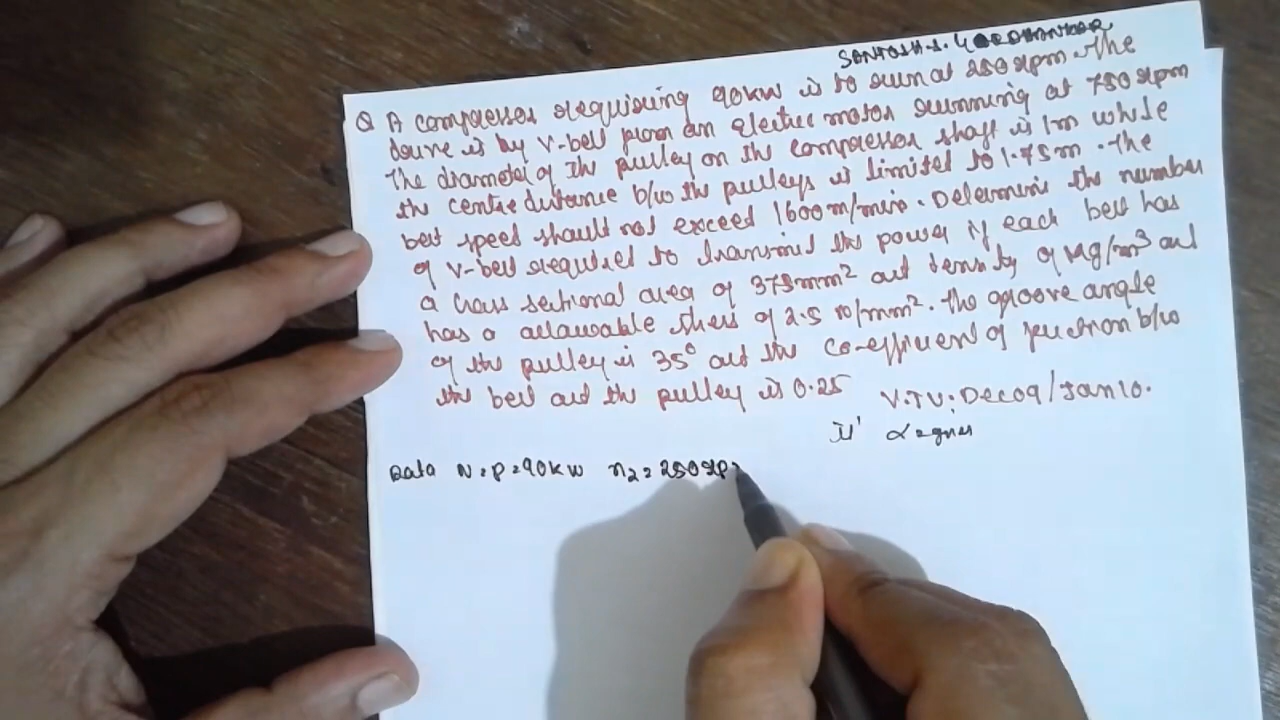 SANTOSH.S.
Q A compressor requiring 90kW is to run at 250 rpm. The
drive is by V-belt from an Electric motor running at 750 rpm
The diameter of the pulley on the compressor shaft is 1m while
the centre distance b/w the pulleys is limited to 1.75m. The
belt speed should not exceed 1600m/min. Determine the number
of V-belt required to transmit the power if each belt has
a cross sectional area of 375mm² and density of Mg/m³ and
has a allowable stress of 2.5 N/mm². The groove angle
of the pulley is 35° and the co-efficient of friction b/w
the belt and the pulley is 0.25 V.T.U: Dec09/Jan10.
Data N=P=90kW n₂=250rp